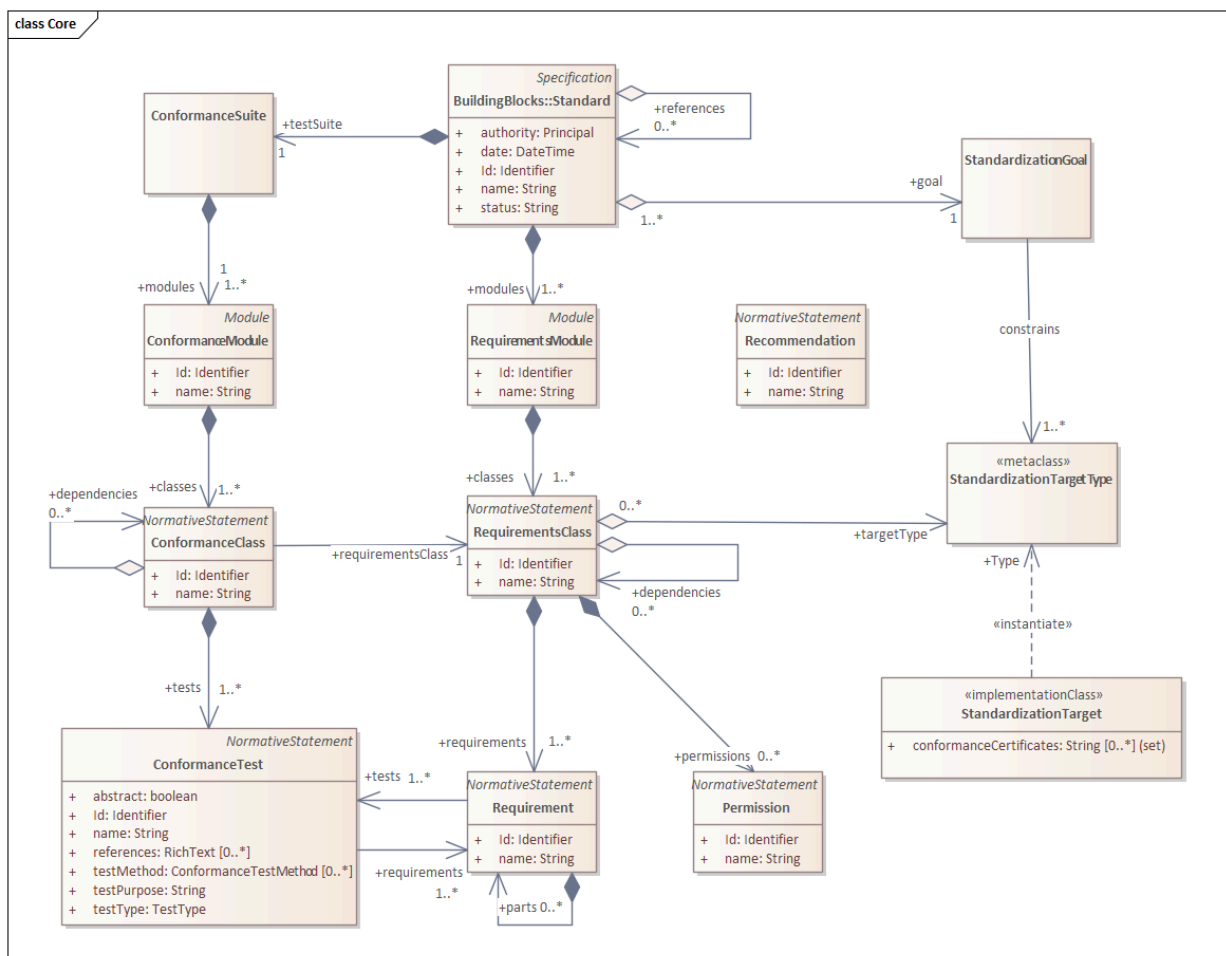 class Core
ConformanceSuite
+testSuite
1
Specification
BuildingBlocks::Standard
+ authority: Principal
+ date: DateTime
+ Id: Identifier
+ name: String
+ status: String
+references
0..*
+goal
1..*
1
StandardizationGoal
1
+modules
1..*
+modules
1..*
constrains
1..*
Module
ConformanceModule
+ Id: Identifier
+ name: String
Module
RequirementsModule
+ Id: Identifier
+ name: String
NormativeStatement
Recommendation
+ Id: Identifier
+ name: String
«metaclass»
StandardizationTargetType
+classes
1..*
+classes
1..*
+dependencies
0..*
NormativeStatement
ConformanceClass
+ Id: Identifier
+ name: String
+requirementsClass
1
NormativeStatement
RequirementsClass
+ Id: Identifier
+ name: String
0..*
+targetType
+dependencies
0..*
+Type
«instantiate»
«implementationClass»
StandardizationTarget
+ conformanceCertificates: String [0..*] (set)
+tests
1..*
NormativeStatement
ConformanceTest
+ abstract: boolean
+ Id: Identifier
+ name: String
+ references: RichText [0..*]
+ testMethod: ConformanceTestMethod [0..*]
+ testPurpose: String
+ testType: TestType
+requirements
1..*
+tests
1..*
+requirements
1..*
NormativeStatement
Requirement
+ Id: Identifier
+ name: String
+parts 0..*
+permissions 0..*
NormativeStatement
Permission
+ Id: Identifier
+ name: String